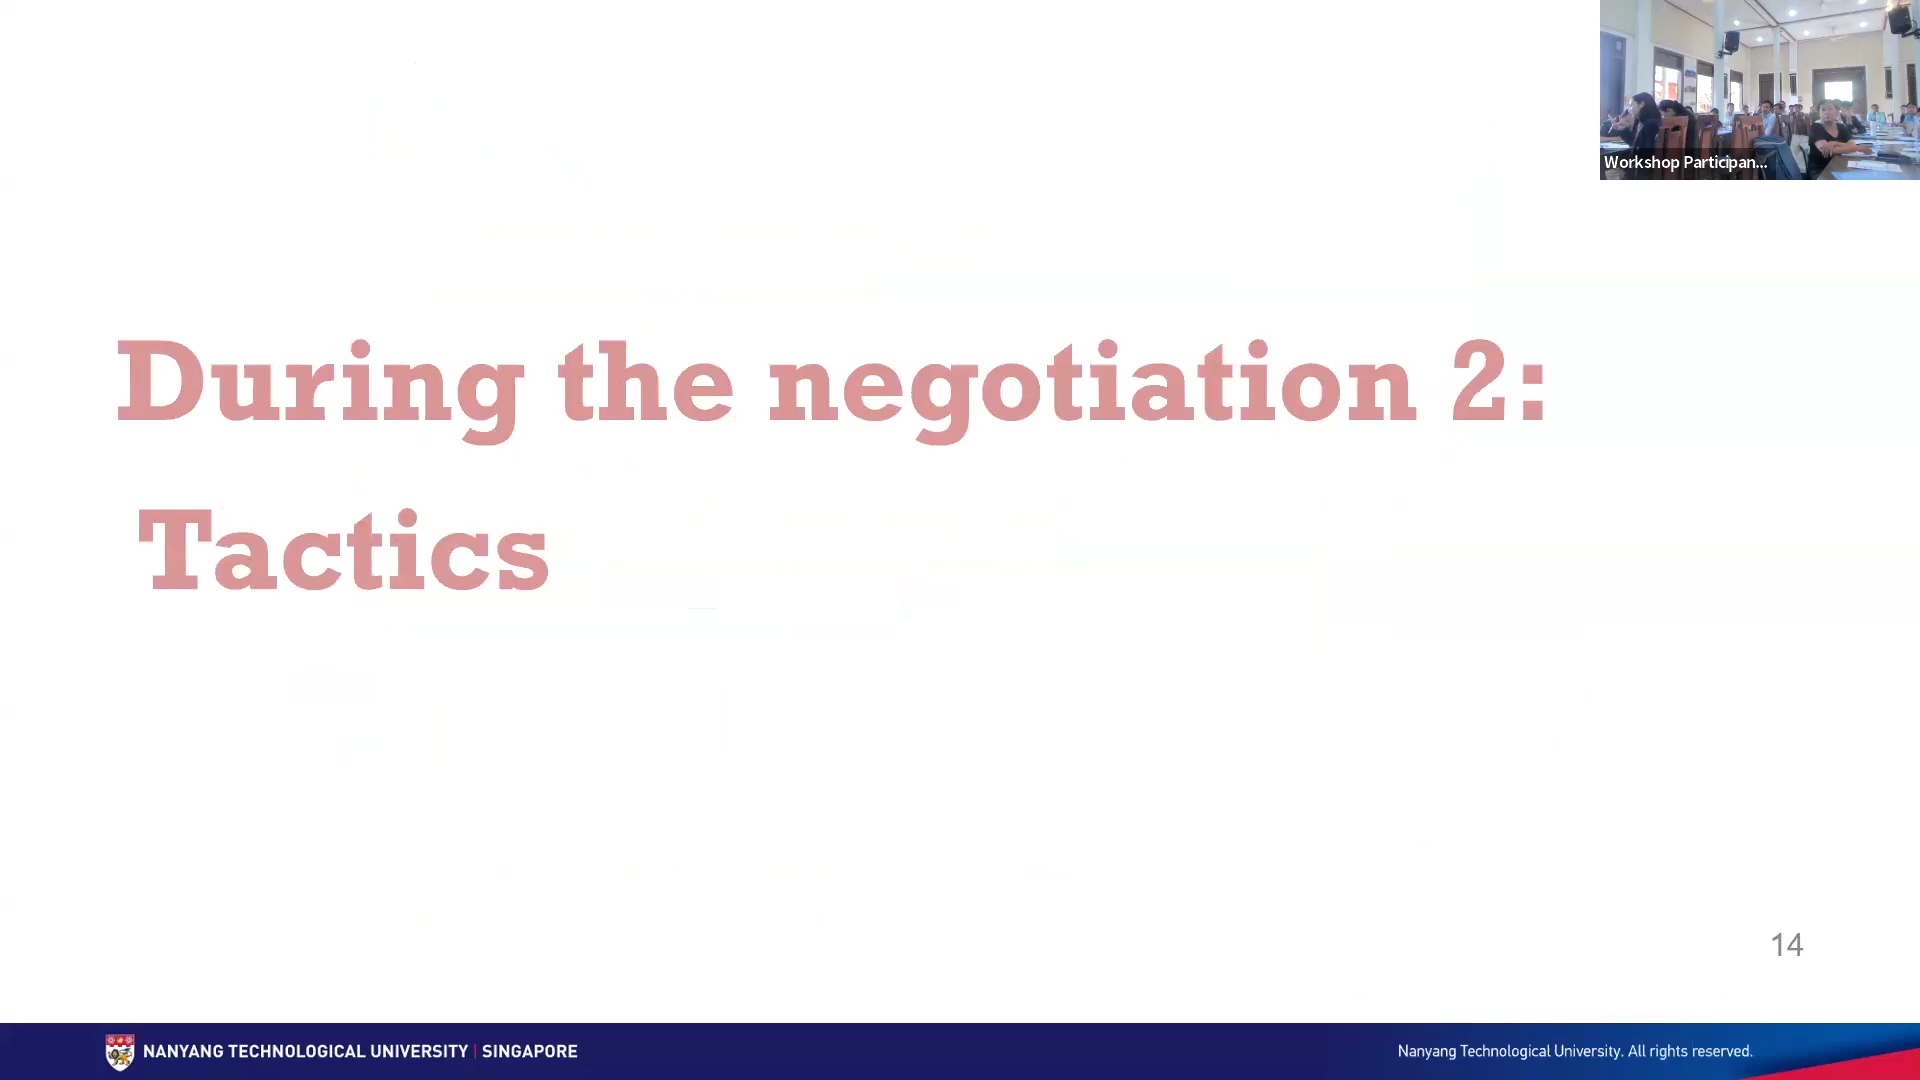 Workshop Participan...
During the negotiation 2:
Tactics
14
NANYANG TECHNOLOGICAL UNIVERSITY | SINGAPORE
Nanyang Technological University. All rights reserved.